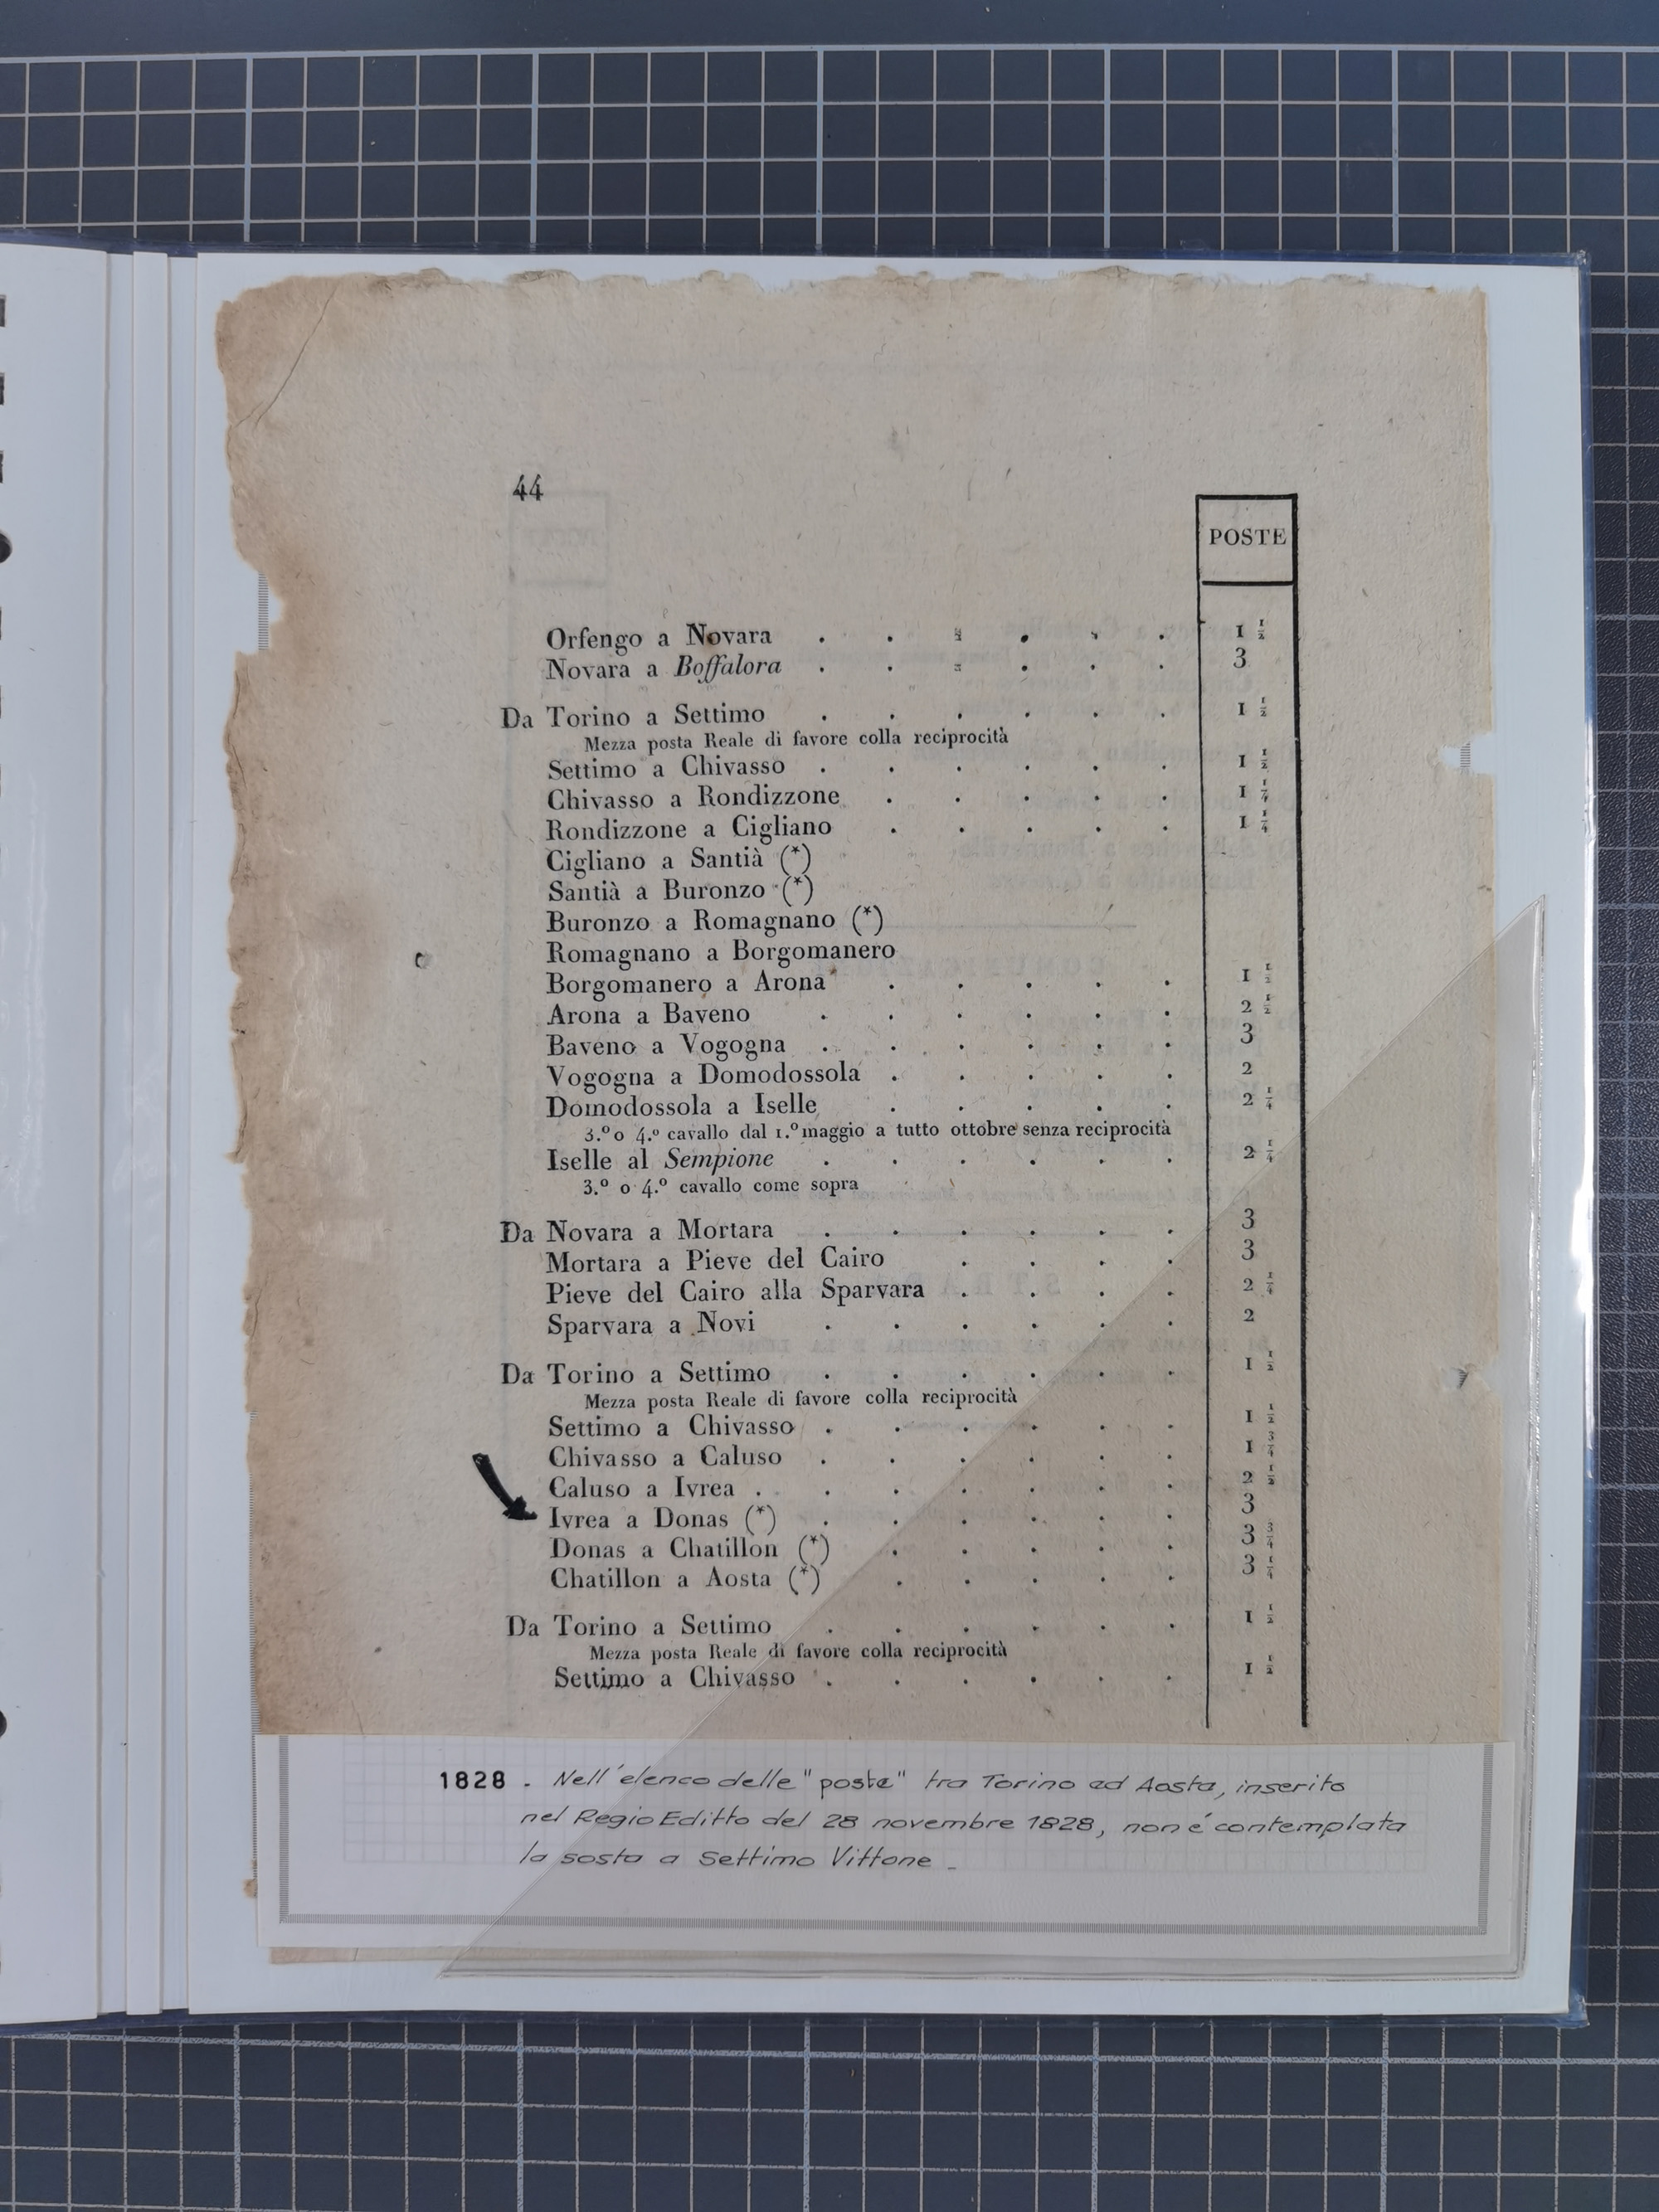 44
POSTE
Orfengo a Novara . . . . . . 1 1/2
Novara a Boffalora . . . . . . 3
Da Torino a Settimo . . . . . . 1 1/2
Mezza posta Reale di favore colla reciprocità
Settimo a Chivasso . . . . . . 1 1/2
Chivasso a Rondizzone . . . . . 1 1/4
Rondizzone a Cigliano . . . . . 1 1/4
Cigliano a Santià (*)
Santià a Buronzo (*)
Buronzo a Romagnano (*)
Romagnano a Borgomanero
Borgomanero a Arona . . . . . 1 1/2
Arona a Baveno . . . . . . 2 1/2
Baveno a Vogogna . . . . . . 3
Vogogna a Domodossola . . . . . 2
Domodossola a Iselle . . . . . 2 1/4
3.º o 4.º cavallo dal 1.º maggio a tutto ottobre senza reciprocità
Iselle al Sempione . . . . . . 2 1/4
3.º o 4.º cavallo come sopra
Da Novara a Mortara . . . . . . 3
Mortara a Pieve del Cairo . . . . 3
Pieve del Cairo alla Sparvara . . . . 2 1/4
Sparvara a Novi . . . . . . 2
Da Torino a Settimo . . . . . . 1 1/2
Mezza posta Reale di favore colla reciprocità
Settimo a Chivasso . . . . . . 1 1/2
Chivasso a Caluso . . . . . . 1 3/4
Caluso a Ivrea . . . . . . . 2 1/2
Ivrea a Donas (*) . . . . . . 3
Donas a Chatillon (*) . . . . . 3 3/4
Chatillon a Aosta (*) . . . . . 3 1/4
Da Torino a Settimo . . . . . . 1 1/2
Mezza posta Reale di favore colla reciprocità
Settimo a Chivasso . . . . . . 1 1/2
1828 - Nell'elenco delle "poste" tra Torino ed Aosta, inserito
nel Regio Editto del 28 novembre 1828, non é contemplata
la sosta a Settimo Vittone -